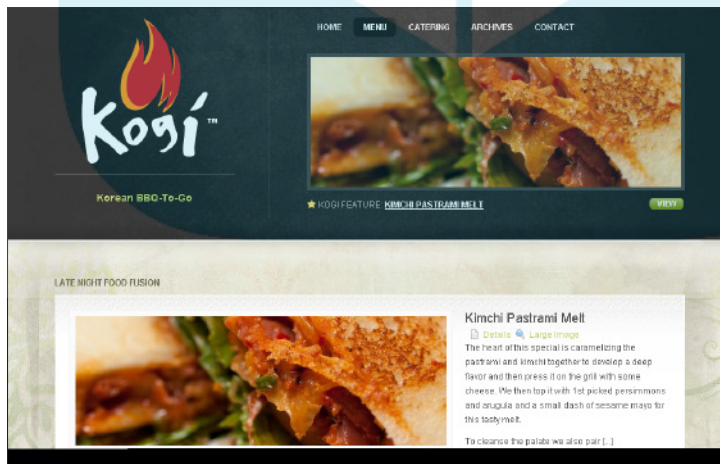 HOME MENU CATERING ARCHIVES CONTACT
Kogí™
Korean BBQ-To-Go
KOGI FEATURE: KIMCHI PASTRAMI MELT
VIEW
LATE NIGHT FOOD FUSION
Kimchi Pastrami Melt
Details Large Image
The heart of this special is caramelizing the
pastrami and kimchi together to develop a deep
flavor and then press it on the grill with some
cheese. We then top it with 1st picked persimmons
and arugula and a small dash of sesame mayo for
this tasty melt.
To cleanse the palate we also pair [..]